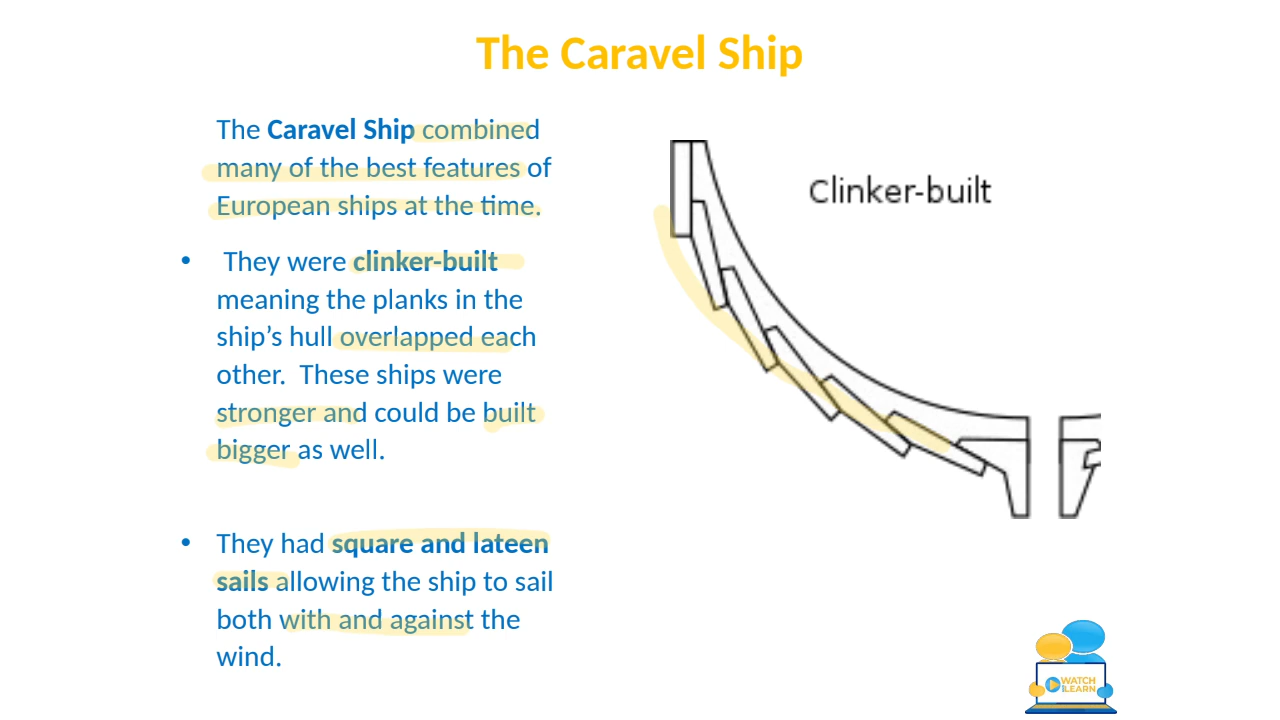 The Caravel Ship
The Caravel Ship combined
many of the best features of
European ships at the time.
• They were clinker-built
meaning the planks in the
ship’s hull overlapped each
other.  These ships were
stronger and could be built
bigger as well.
• They had square and lateen
sails allowing the ship to sail
both with and against the
wind.
Clinker-built
WATCH
LEARN